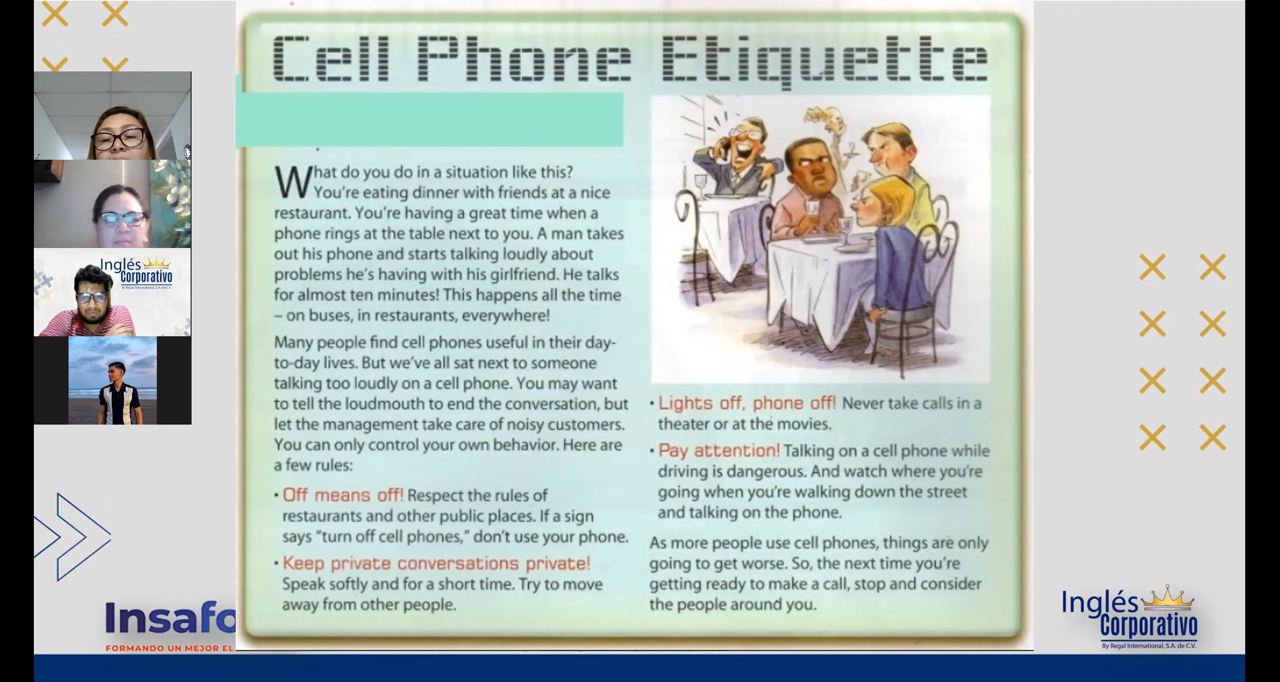 Cell Phone Etiquette
What do you do in a situation like this?
You're eating dinner with friends at a nice
restaurant. You're having a great time when a
phone rings at the table next to you. A man takes
out his phone and starts talking loudly about
problems he's having with his girlfriend. He talks
for almost ten minutes! This happens all the time
– on buses, in restaurants, everywhere!
Many people find cell phones useful in their day-
to-day lives. But we've all sat next to someone
talking too loudly on a cell phone. You may want
to tell the loudmouth to end the conversation, but
let the management take care of noisy customers.
You can only control your own behavior. Here are
a few rules:
• Off means off! Respect the rules of
restaurants and other public places. If a sign
says "turn off cell phones," don't use your phone.
• Keep private conversations private!
Speak softly and for a short time. Try to move
away from other people.
• Lights off, phone off! Never take calls in a
theater or at the movies.
• Pay attention! Talking on a cell phone while
driving is dangerous. And watch where you're
going when you're walking down the street
and talking on the phone.
As more people use cell phones, things are only
going to get worse. So, the next time you're
getting ready to make a call, stop and consider
the people around you.
Inglés
Corporativo
By Regal International, S.A. de C.V.
Insafo
FORMANDO UN MEJOR EL
Inglés
Corporativo
By Regal International, S.A. de C.V.